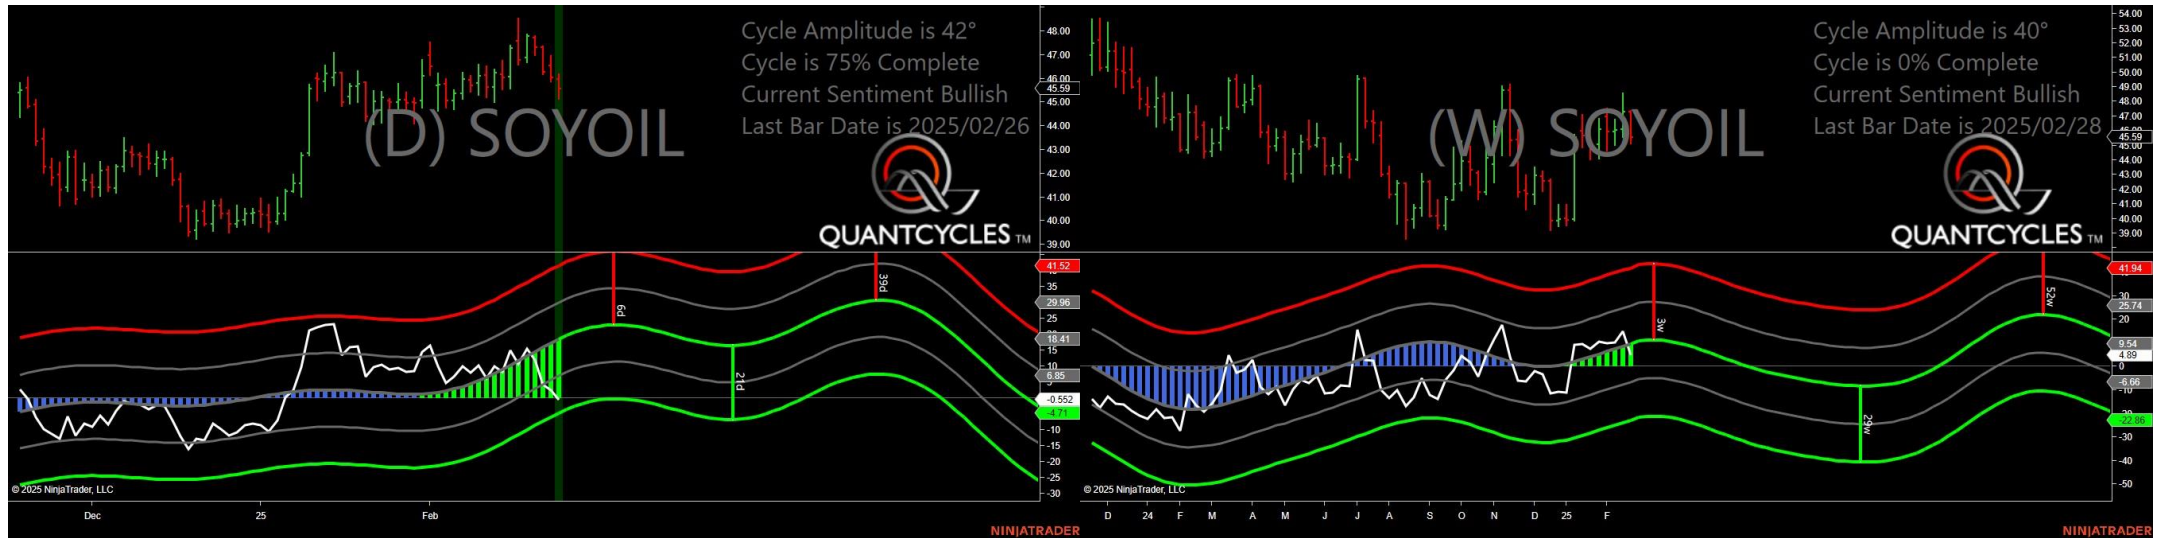 Cycle Amplitude is 42°
Cycle is 75% Complete
Current Sentiment Bullish
Last Bar Date is 2025/02/26
(D) SOYOIL
QUANTCYCLES TM
48.00
47.00
46.00
45.59
45.00
44.00
43.00
42.00
41.00
40.00
39.00
6d
21d
39d
41.52
35
29.96
25
18.41
15
10
6.85
-0.552
-4.71
-10
-15
-20
-25
-30
© 2025 NinjaTrader, LLC
Dec 25 Feb
NINJATRADER
Cycle Amplitude is 40°
Cycle is 0% Complete
Current Sentiment Bullish
Last Bar Date is 2025/02/28
(W) SOYOIL
QUANTCYCLES TM
54.00
53.00
52.00
51.00
50.00
49.00
48.00
47.00
45.59
45.00
44.00
43.00
42.00
41.00
40.00
39.00
3w
29w
52w
41.94
30
25.74
20
9.54
4.89
0
-6.66
-10
-22.86
-30
-40
-50
© 2025 NinjaTrader, LLC
D 24 F M A M J J A S O N D 25 F
NINJATRADER